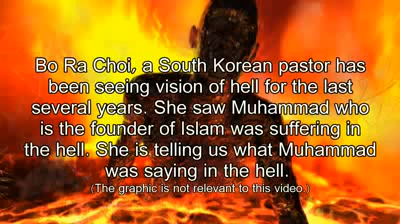 Bo Ra Choi, a South Korean pastor has
been seeing vision of hell for the last
several years. She saw Muhammad who
is the founder of Islam was suffering in
the hell. She is telling us what Muhammad
was saying in the hell.
(The graphic is not relevant to this video.)